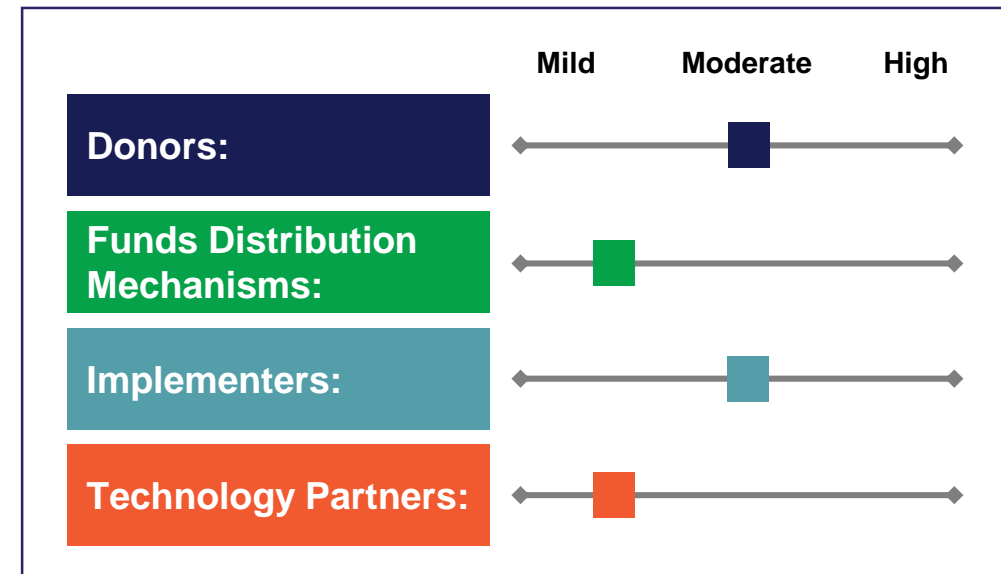 Mild Moderate High
Donors:
Funds Distribution
Mechanisms:
Implementers:
Technology Partners: